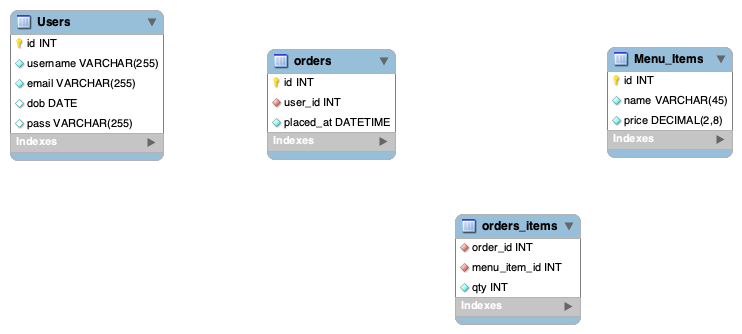 Users
id INT
username VARCHAR(255)
email VARCHAR(255)
dob DATE
pass VARCHAR(255)
Indexes
orders
id INT
user_id INT
placed_at DATETIME
Indexes
Menu_Items
id INT
name VARCHAR(45)
price DECIMAL(2,8)
Indexes
orders_items
order_id INT
menu_item_id INT
qty INT
Indexes